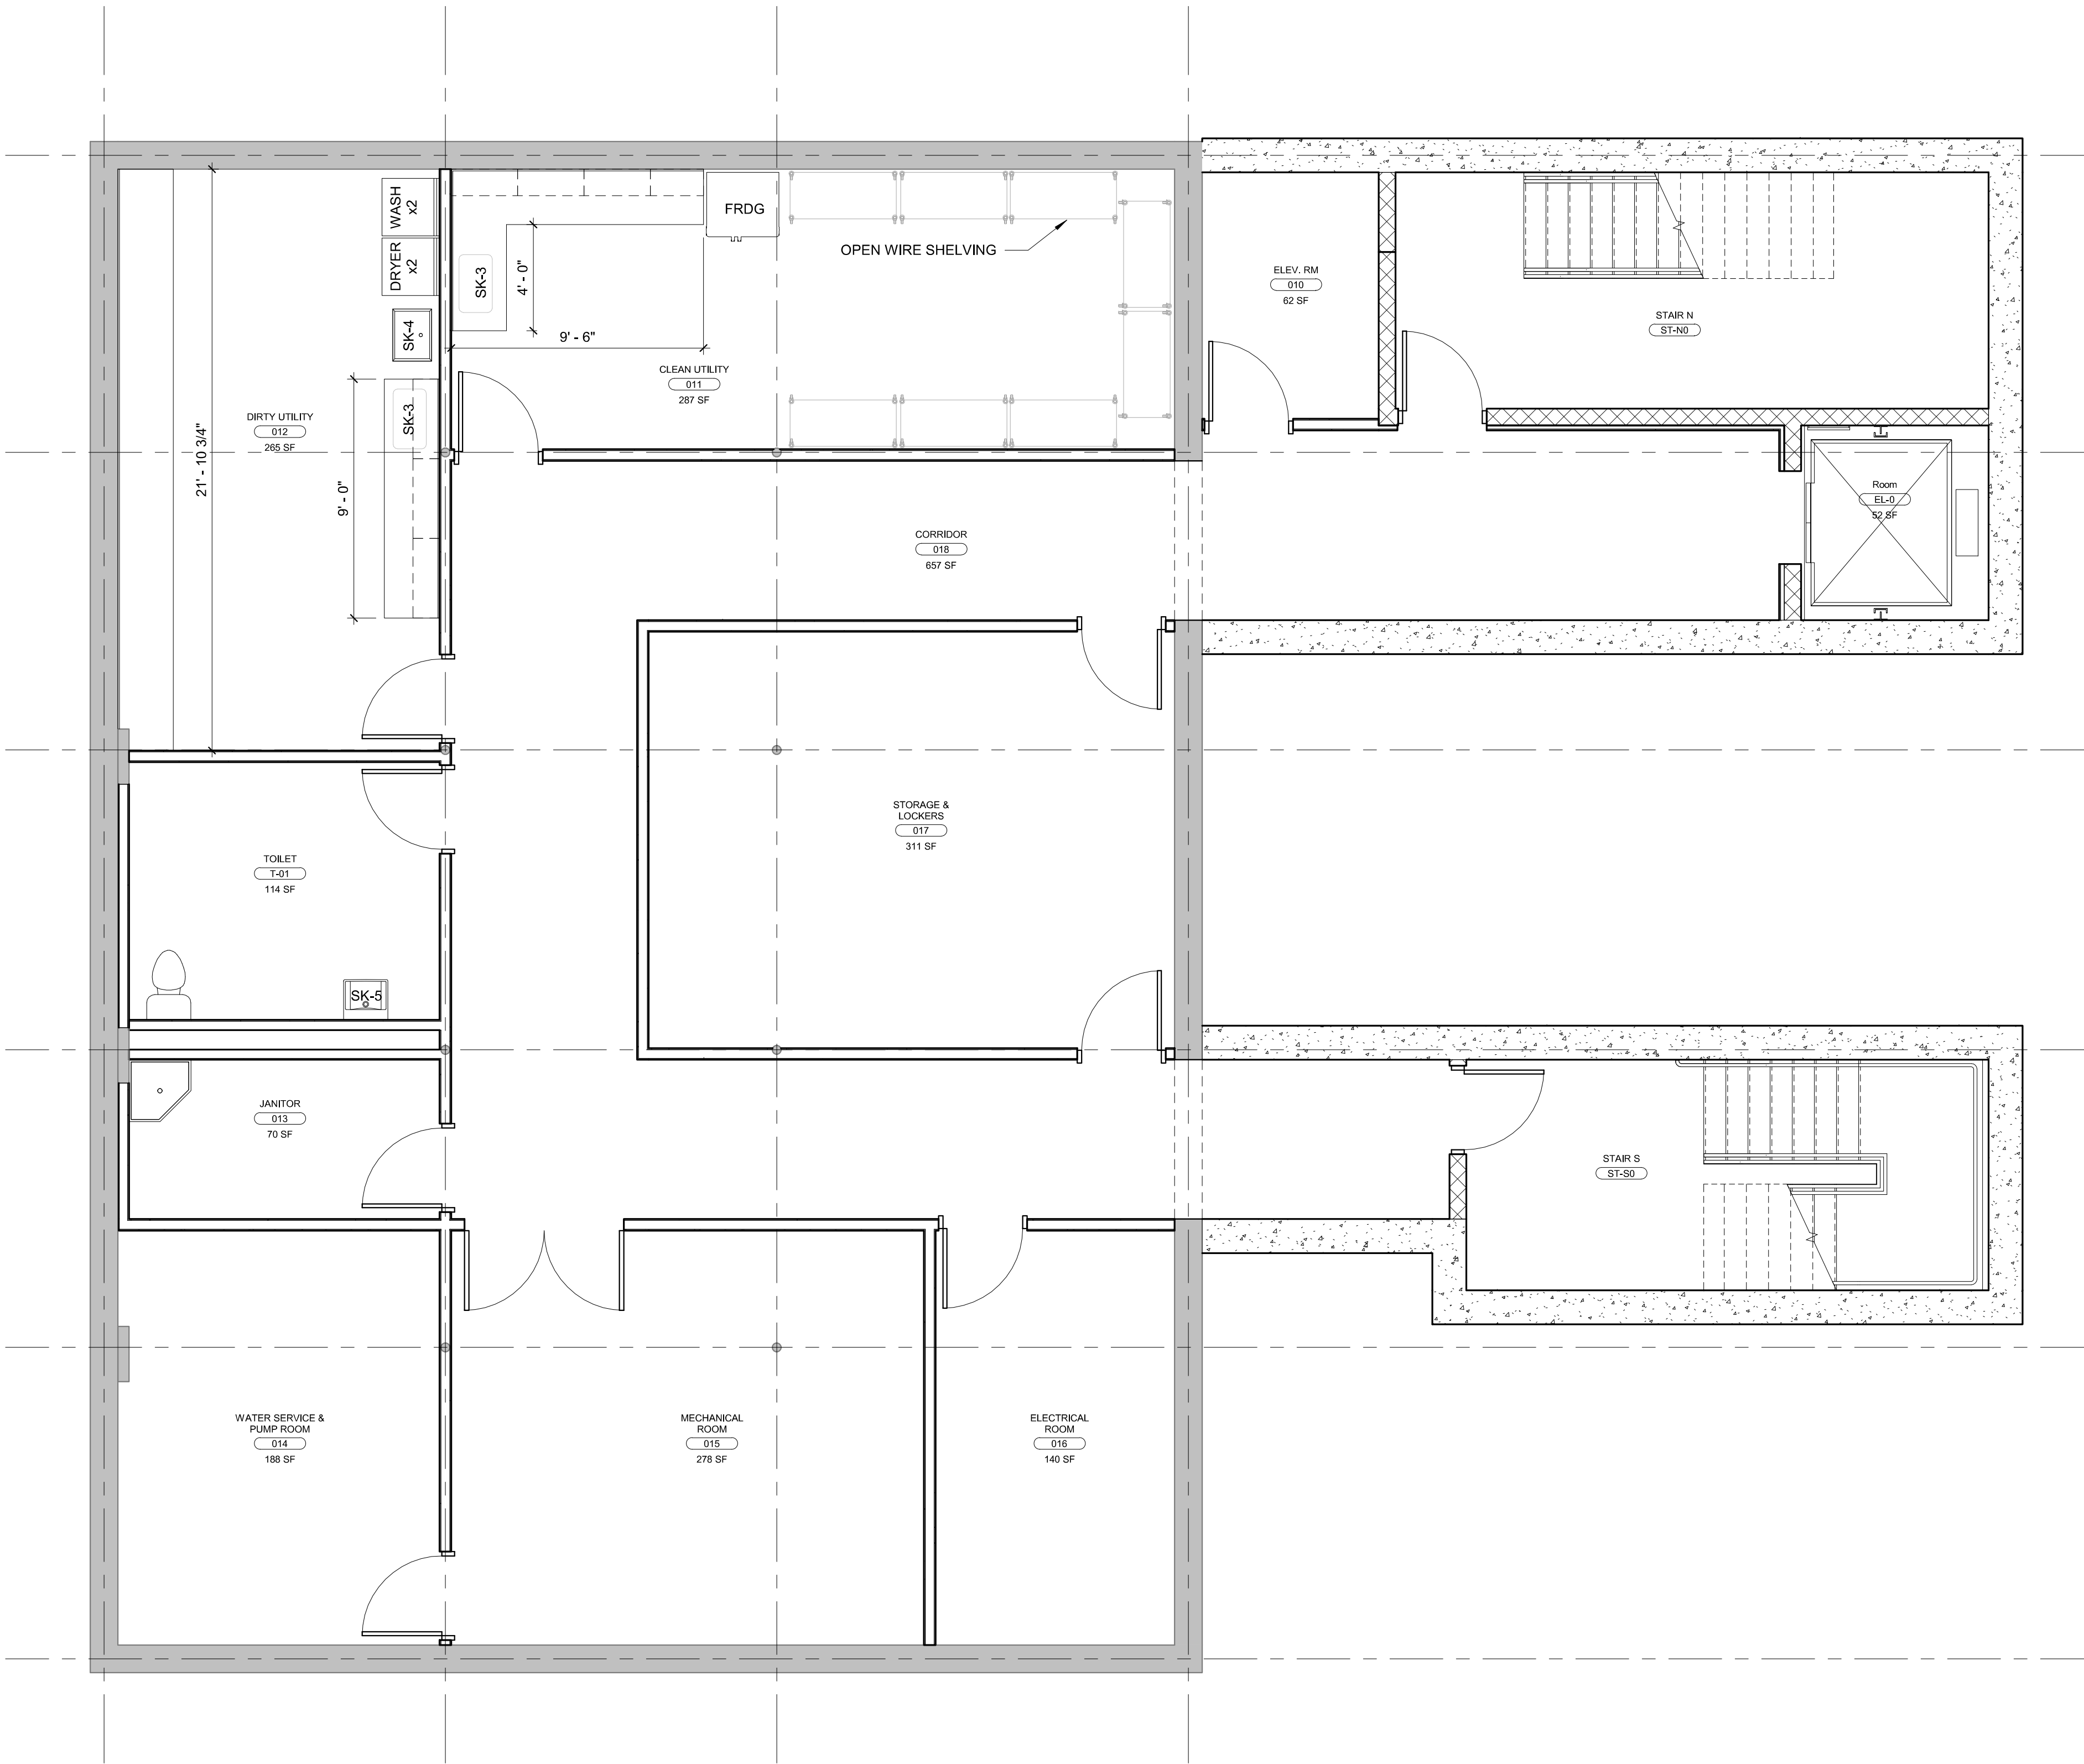 WASH
x2
DRYER
x2
SK-4
SK-3
9' - 0"
21' - 10 3/4"
DIRTY UTILITY
012
265 SF
FRDG
SK-3
4' - 0"
9' - 6"
OPEN WIRE SHELVING
CLEAN UTILITY
011
287 SF
ELEV. RM
010
62 SF
STAIR N
ST-N0
Room
EL-0
52 SF
CORRIDOR
018
657 SF
STORAGE &
LOCKERS
017
311 SF
TOILET
T-01
114 SF
SK-5
JANITOR
013
70 SF
STAIR S
ST-S0
WATER SERVICE &
PUMP ROOM
014
188 SF
MECHANICAL
ROOM
015
278 SF
ELECTRICAL
ROOM
016
140 SF